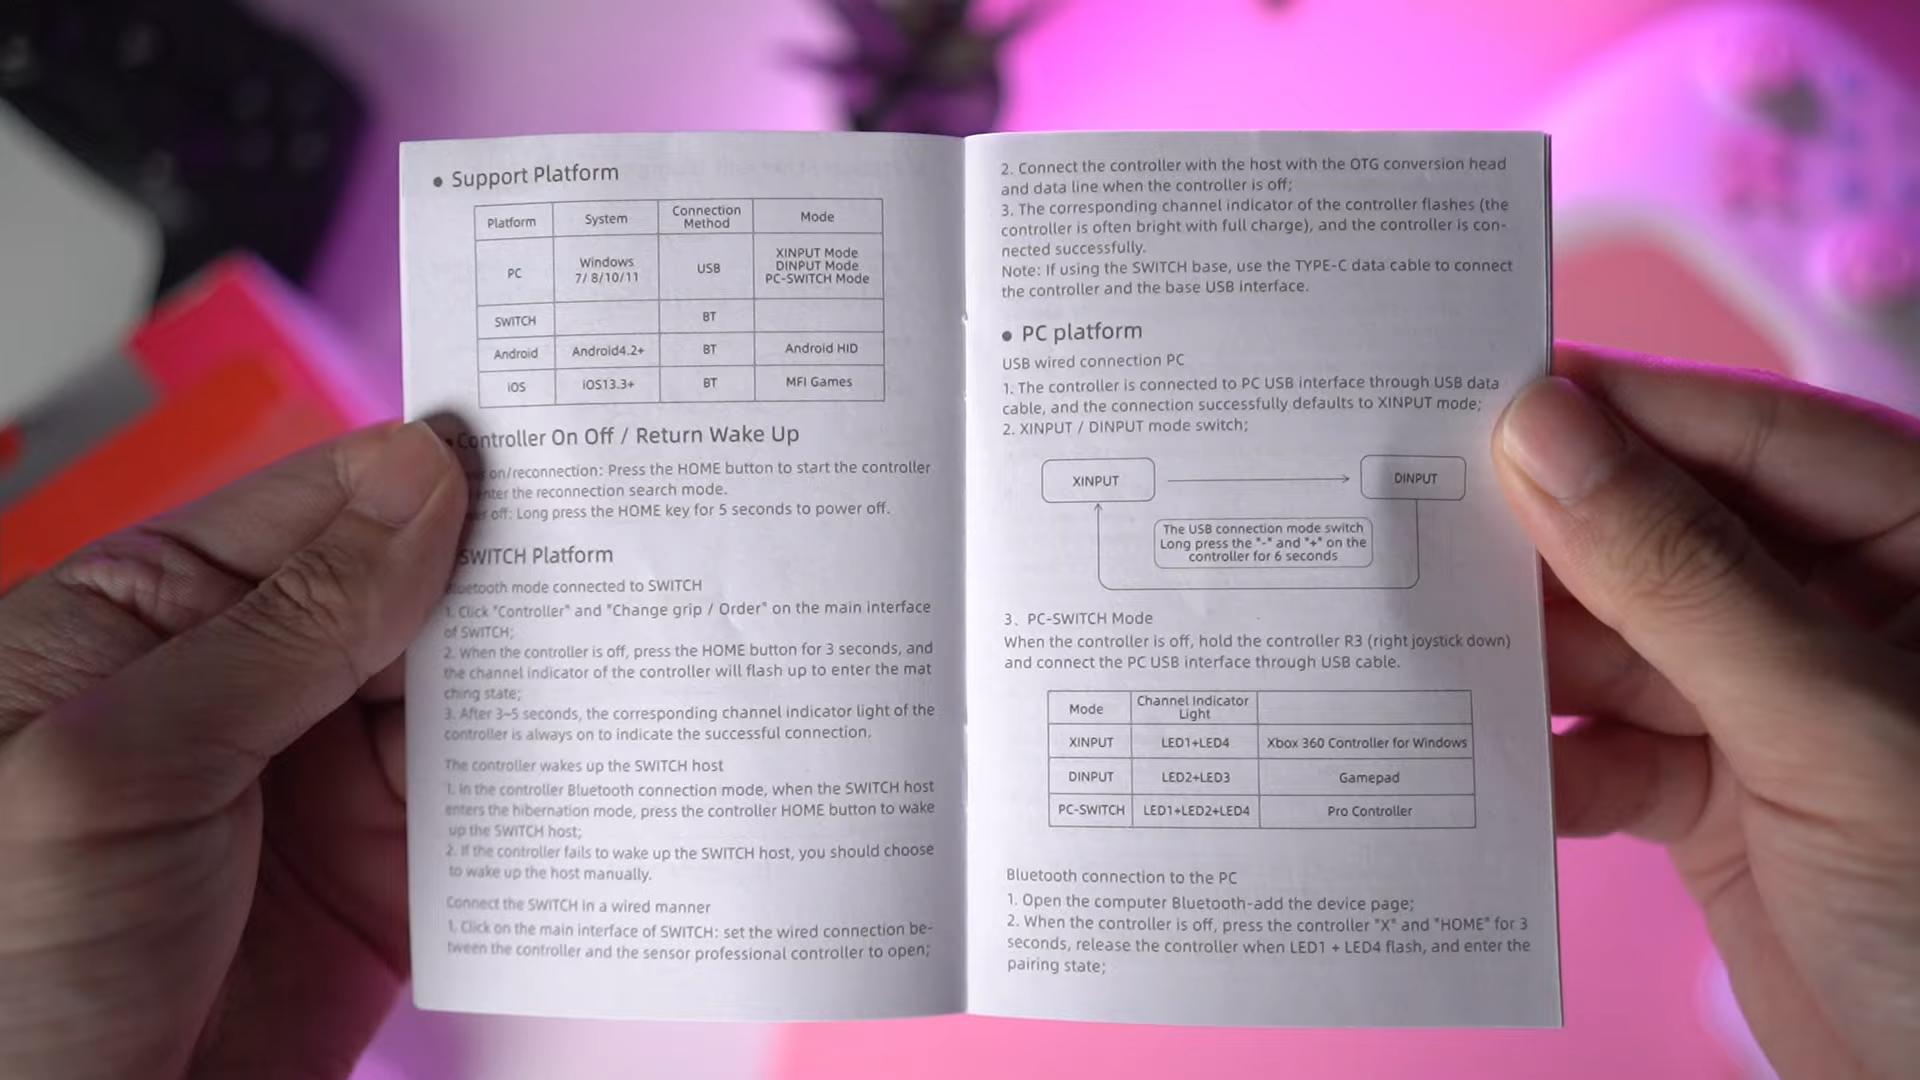 Support Platform
Platform System Connection Method Mode
PC Windows 7/ 8/10/11 USB XINPUT Mode DINPUT Mode PC-SWITCH Mode
SWITCH BT
Android Android4.2+ BT Android HID
iOS iOS13.3+ BT MFI Games
Controller On Off / Return Wake Up
on/reconnection: Press the HOME button to start the controller
enter the reconnection search mode.
off: Long press the HOME key for 5 seconds to power off.
SWITCH Platform
Bluetooth mode connected to SWITCH
1. Click "Controller" and "Change grip / Order" on the main interface
of SWITCH;
2. When the controller is off, press the HOME button for 3 seconds, and
the channel indicator of the controller will flash up to enter the mat
ching state;
3. After 3~5 seconds, the corresponding channel indicator light of the
controller is always on to indicate the successful connection.
The controller wakes up the SWITCH host
1. In the controller Bluetooth connection mode, when the SWITCH host
enters the hibernation mode, press the controller HOME button to wake
up the SWITCH host;
2. If the controller fails to wake up the SWITCH host, you should choose
to wake up the host manually.
Connect the SWITCH in a wired manner
1. Click on the main interface of SWITCH: set the wired connection be-
tween the controller and the sensor professional controller to open;
2. Connect the controller with the host with the OTG conversion head
and data line when the controller is off;
3. The corresponding channel indicator of the controller flashes (the
controller is often bright with full charge), and the controller is con-
nected successfully.
Note: If using the SWITCH base, use the TYPE-C data cable to connect
the controller and the base USB interface.
PC platform
USB wired connection PC
1. The controller is connected to PC USB interface through USB data
cable, and the connection successfully defaults to XINPUT mode;
2. XINPUT / DINPUT mode switch;
XINPUT DINPUT
The USB connection mode switch
Long press the "-" and "+" on the
controller for 6 seconds
3、PC-SWITCH Mode
When the controller is off, hold the controller R3 (right joystick down)
and connect the PC USB interface through USB cable.
Mode Channel Indicator Light
XINPUT LED1+LED4 Xbox 360 Controller for Windows
DINPUT LED2+LED3 Gamepad
PC-SWITCH LED1+LED2+LED4 Pro Controller
Bluetooth connection to the PC
1. Open the computer Bluetooth-add the device page;
2. When the controller is off, press the controller "X" and "HOME" for 3
seconds, release the controller when LED1 + LED4 flash, and enter the
pairing state;